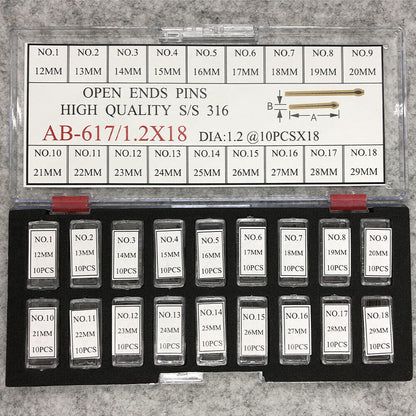 NO.1 NO.2 NO.3 NO.4 NO.5 NO.6 NO.7 NO.8 NO.9
12MM 13MM 14MM 15MM 16MM 17MM 18MM 19MM 20MM
OPEN ENDS PINS
HIGH QUALITY S/S 316
B
A
AB-617/1.2X18 DIA:1.2 @10PCSX18
NO.10 NO.11 NO.12 NO.13 NO.14 NO.15 NO.16 NO.17 NO.18
21MM 22MM 23MM 24MM 25MM 26MM 27MM 28MM 29MM
NO.1 NO.2 NO.3 NO.4 NO.5 NO.6 NO.7 NO.8 NO.9
12MM 13MM 14MM 15MM 16MM 17MM 18MM 19MM 20MM
10PCS 10PCS 10PCS 10PCS 10PCS 10PCS 10PCS 10PCS 10PCS
NO.10 NO.11 NO.12 NO.13 NO.14 NO.15 NO.16 NO.17 NO.18
21MM 22MM 23MM 24MM 25MM 26MM 27MM 28MM 29MM
10PCS 10PCS 10PCS 10PCS 10PCS 10PCS 10PCS 10PCS 10PCS